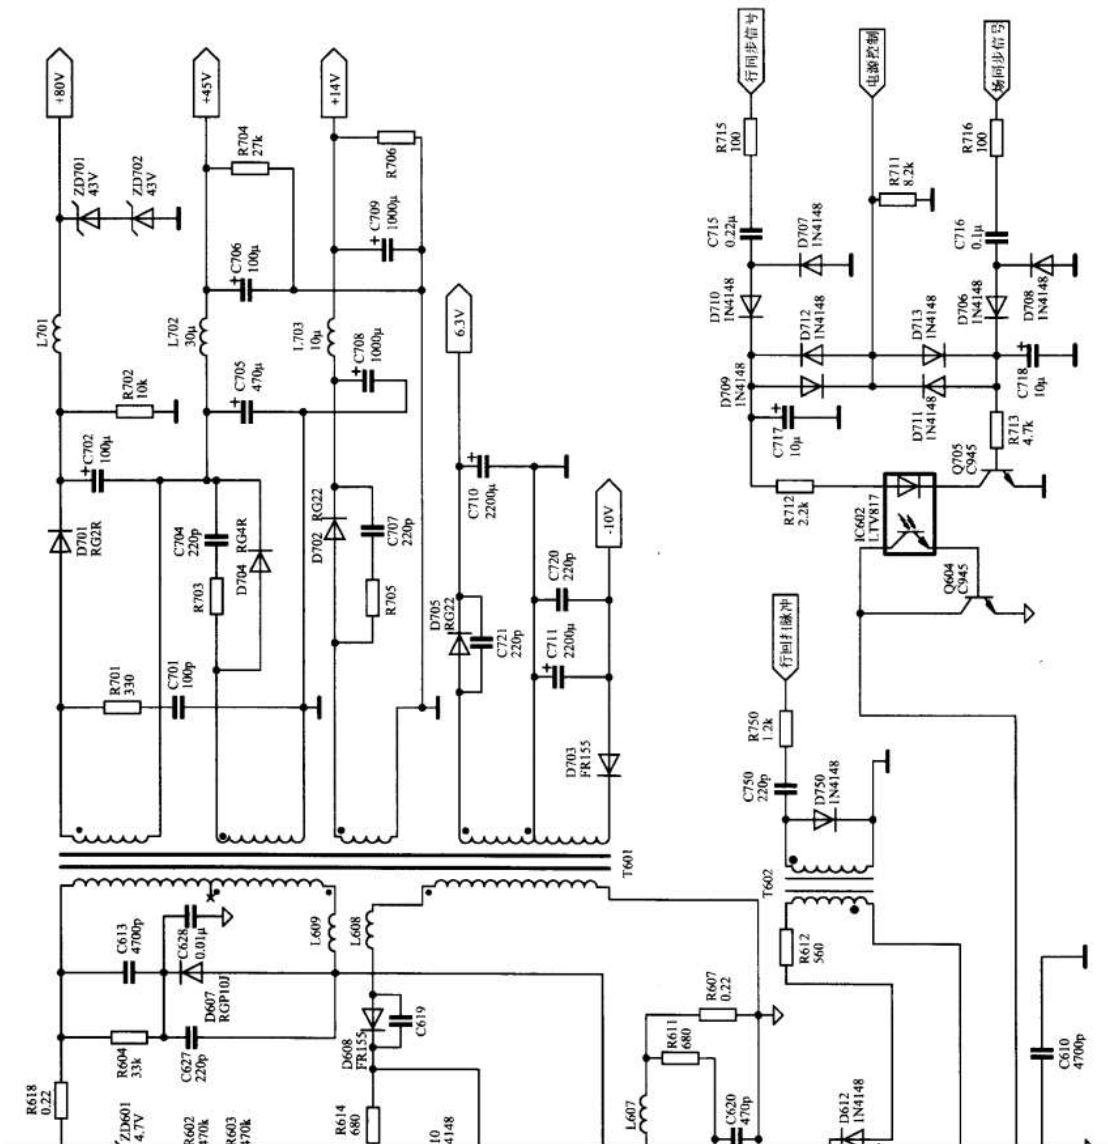 +80V
+45V
+14V
6.3V
-10V
行同步信号
电源控制
场同步信号
行回扫脉冲
ZD701
43V
ZD702
43V
R704
27k
R706
C709
1000μ
C706
100μ
L701
L702
30μ
L703
10μ
C708
1000μ
R702
10k
C705
470μ
C702
100μ
D701
RG2R
C704
220p
D704 RG4R
R703
D702 RG22
C707
220p
R705
R701
330
C701
100p
C710
2200μ
D705
RG22
C721
220p
C720
220p
C711
2200μ
D703
FR155
T601
R715
100
C715
0.22μ
D707
1N4148
R711
8.2k
R716
100
C716
0.1μ
D710
1N4148
D712
1N4148
D713
1N4148
D706
1N4148
D708
1N4148
D709
1N4148
D711
1N4148
C717
10μ
C718
10μ
R713
4.7k
R712
2.2k
IC602
LTV817
Q705
C945
Q604
C945
R750
1.2k
C750
220p
D750
1N4148
T602
C613
4700p
C628
0.01μ
D607
RGP10J
L609
L608
R604
33k
C627
220p
D608
FR155
C619
R618
0.22
ZD601
4.7V
R602
470k
R603
470k
R614
680
10
4148
R607
0.22
R611
680
L607
C620
470p
R612
560
D612
1N4148
C610
4700p